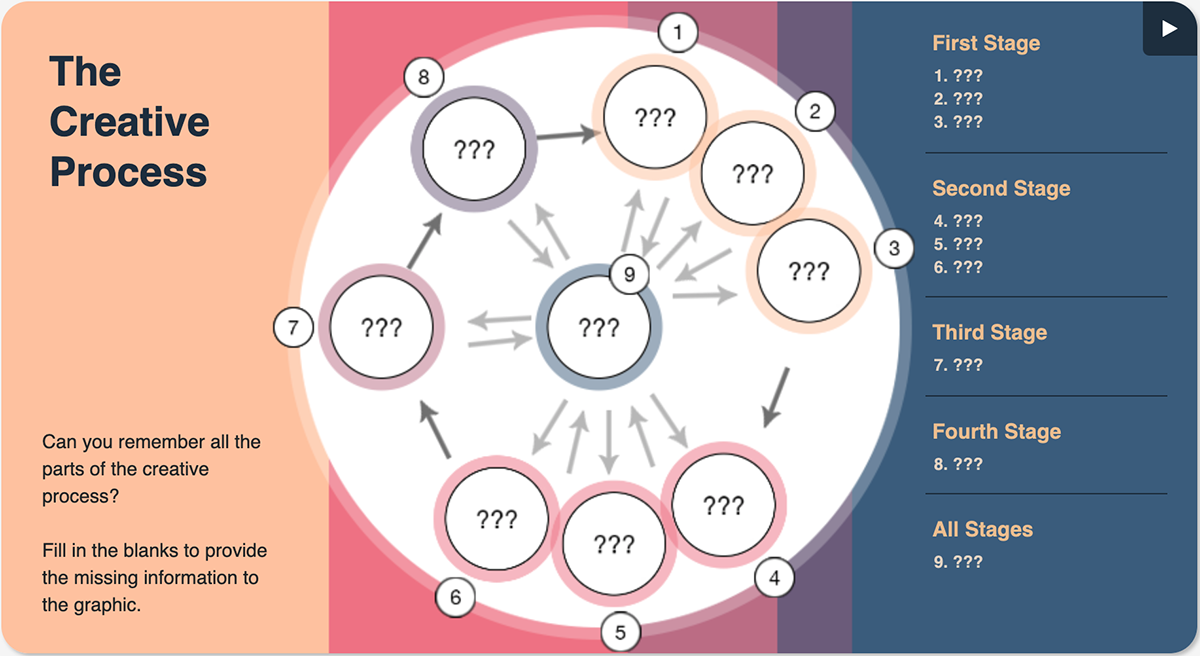 The
Creative
Process
Can you remember all the
parts of the creative
process?
Fill in the blanks to provide
the missing information to
the graphic.
1
???
2
???
3
???
4
???
5
???
6
???
7
???
8
???
9
???
First Stage
1. ???
2. ???
3. ???
Second Stage
4. ???
5. ???
6. ???
Third Stage
7. ???
Fourth Stage
8. ???
All Stages
9. ???